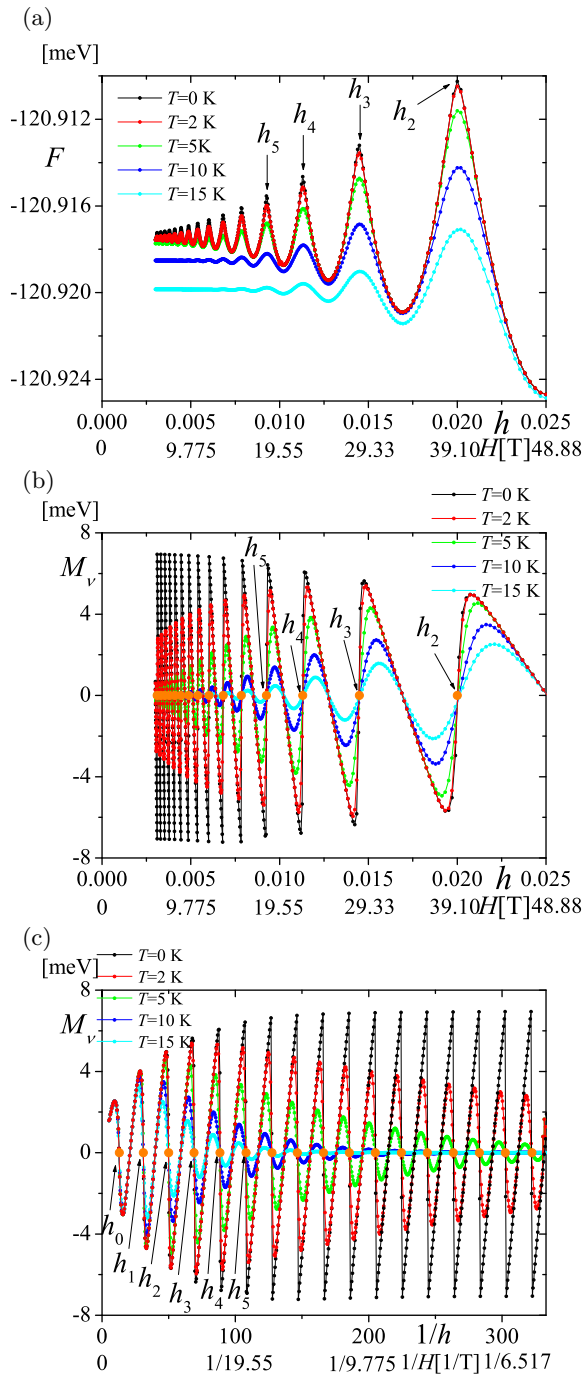 (a)
[meV]
F
-120.912
-120.916
-120.920
-120.924
T=0 K
T=2 K
T=5K
T=10 K
T=15 K
h5
h4
h3
h2
0.000 0.005 0.010 0.015 0.020 0.025
h
0 9.775 19.55 29.33 39.10 H[T] 48.88
(b)
[meV]
Mν
8
4
0
-4
-8
T=0 K
T=2 K
T=5 K
T=10 K
T=15 K
h5
h4
h3
h2
0.000 0.005 0.010 0.015 0.020 0.025
h
0 9.775 19.55 29.33 39.10 H[T] 48.88
(c)
[meV]
Mν
8
4
0
-4
-8
T=0 K
T=2 K
T=5 K
T=10 K
T=15 K
h0
h1
h2
h3
h4
h5
0 100 200 1/h 300
0 1/19.55 1/9.775 1/H[1/T] 1/6.517